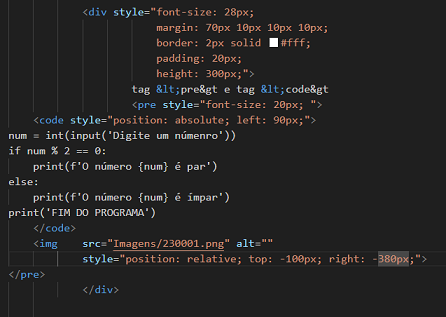 <div style="font-size: 28px;
margin: 70px 10px 10px 10px;
border: 2px solid #fff;
padding: 20px;
height: 300px;">
tag &lt;pre&gt e tag &lt;code&gt
<pre style="font-size: 20px; ">
<code style="position: absolute; left: 90px;">
num = int(input('Digite um númenro'))
if num % 2 == 0:
print(f'O número {num} é par')
else:
print(f'O número {num} é ímpar')
print('FIM DO PROGRAMA')
</code>
<img src="Imagens/230001.png" alt=""
style="position: relative; top: -100px; right: -380px;">
</pre>
</div>